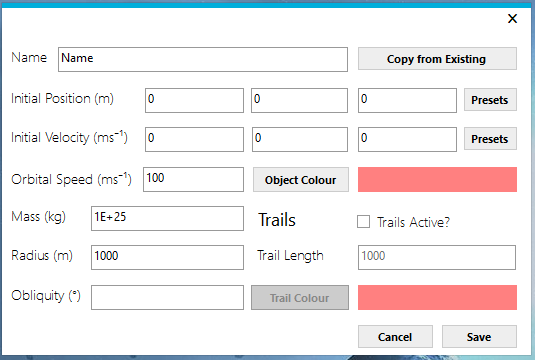 Name Name Copy from Existing
Initial Position (m) 0 0 0 Presets
Initial Velocity (ms⁻¹) 0 0 0 Presets
Orbital Speed (ms⁻¹) 100 Object Colour
Mass (kg) 1E+25 Trails Trails Active?
Radius (m) 1000 Trail Length 1000
Obliquity (°) Trail Colour
Cancel Save